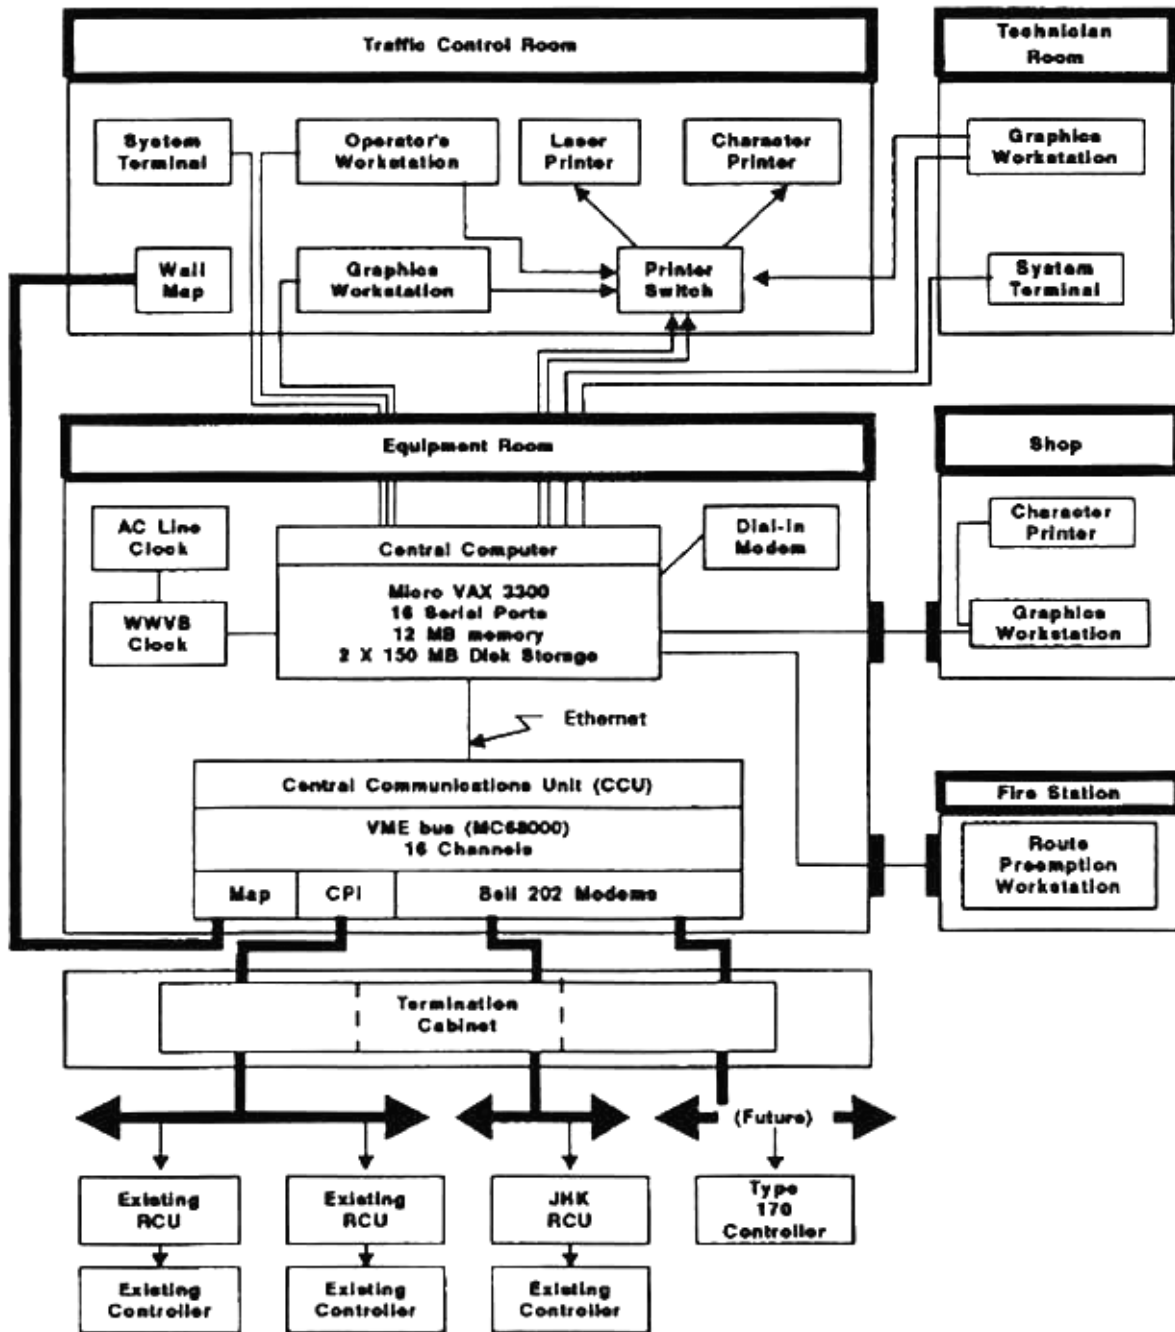 Traffic Control Room
Technician
Room
System
Terminal
Operator's
Workstation
Laser
Printer
Character
Printer
Graphics
Workstation
Wall
Map
Graphics
Workstation
Printer
Switch
System
Terminal
Equipment Room
Shop
AC Line
Clock
Central Computer
Dial-in
Modem
Character
Printer
Micro VAX 3300
16 Serial Ports
12 MB memory
2 X 150 MB Disk Storage
WWVB
Clock
Graphics
Workstation
Ethernet
Central Communications Unit (CCU)
Fire Station
VME bus (MC68000)
16 Channels
Route
Preemption
Workstation
Map
CPI
Bell 202 Modems
Termination
Cabinet
(Future)
Existing
RCU
Existing
RCU
JHK
RCU
Type
170
Controller
Existing
Controller
Existing
Controller
Existing
Controller